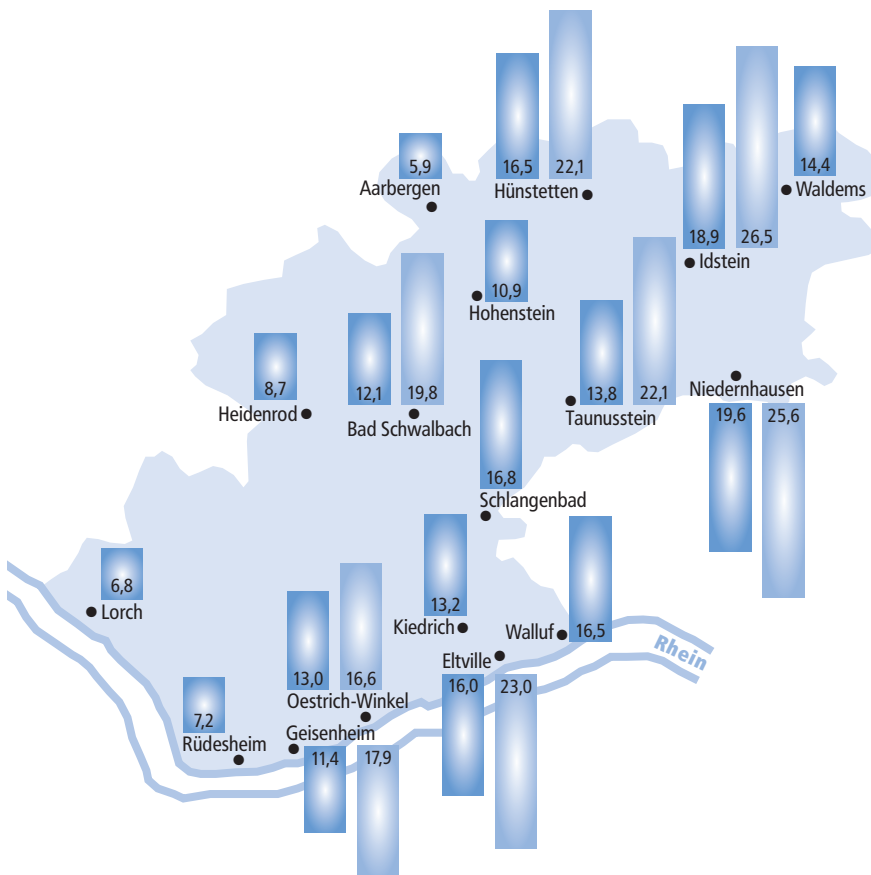 5,9
16,5
22,1
14,4
Aarbergen
Hünstetten
Waldems
18,9
26,5
Idstein
10,9
Hohenstein
8,7
12,1
19,8
13,8
22,1
Niedernhausen
Heidenrod
Bad Schwalbach
Taunusstein
19,6
25,6
16,8
Schlangenbad
6,8
Lorch
13,2
Kiedrich
Walluf
16,5
Rhein
Eltville
13,0
16,6
16,0
23,0
Oestrich-Winkel
7,2
Rüdesheim
Geisenheim
11,4
17,9